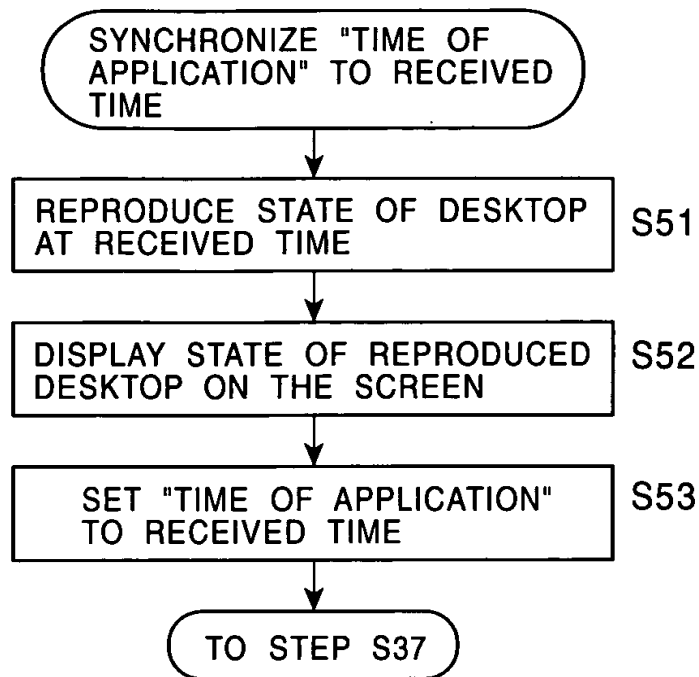 SYNCHRONIZE "TIME OF
APPLICATION" TO RECEIVED
TIME
REPRODUCE STATE OF DESKTOP
AT RECEIVED TIME
S51
DISPLAY STATE OF REPRODUCED
DESKTOP ON THE SCREEN
S52
SET "TIME OF APPLICATION"
TO RECEIVED TIME
S53
TO STEP S37